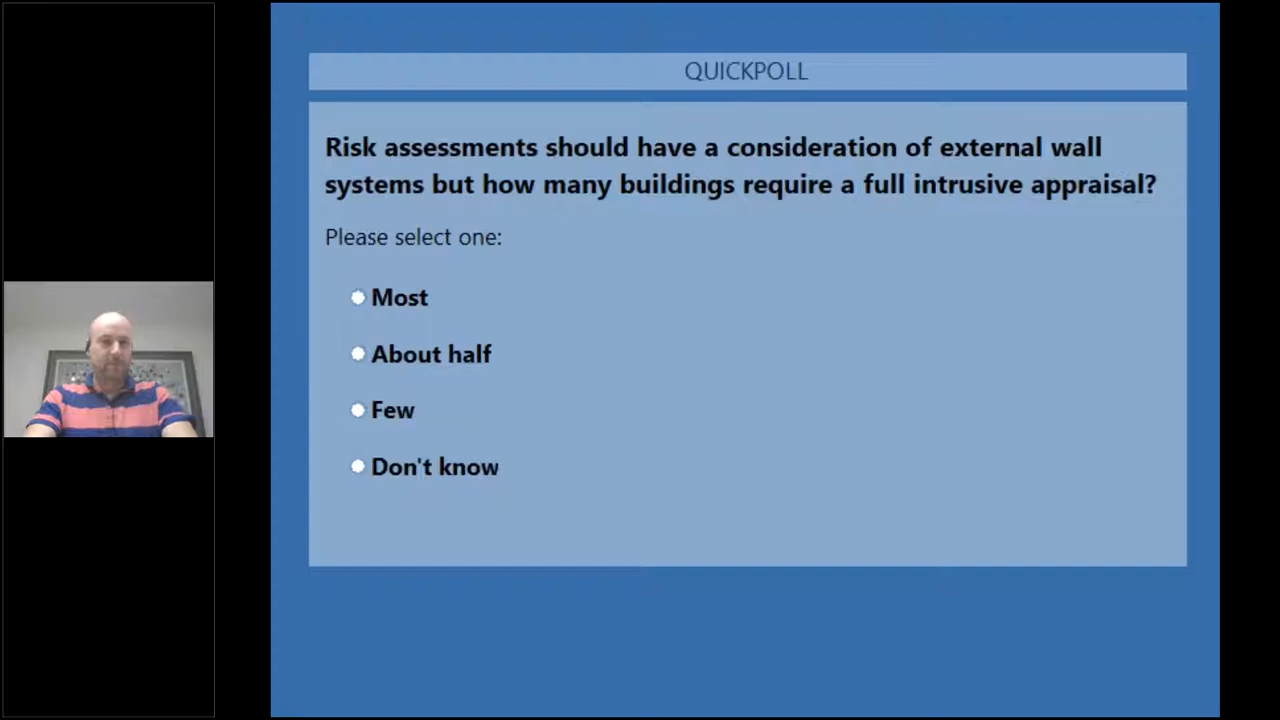 QUICKPOLL
Risk assessments should have a consideration of external wall
systems but how many buildings require a full intrusive appraisal?
Please select one:
Most
About half
Few
Don't know